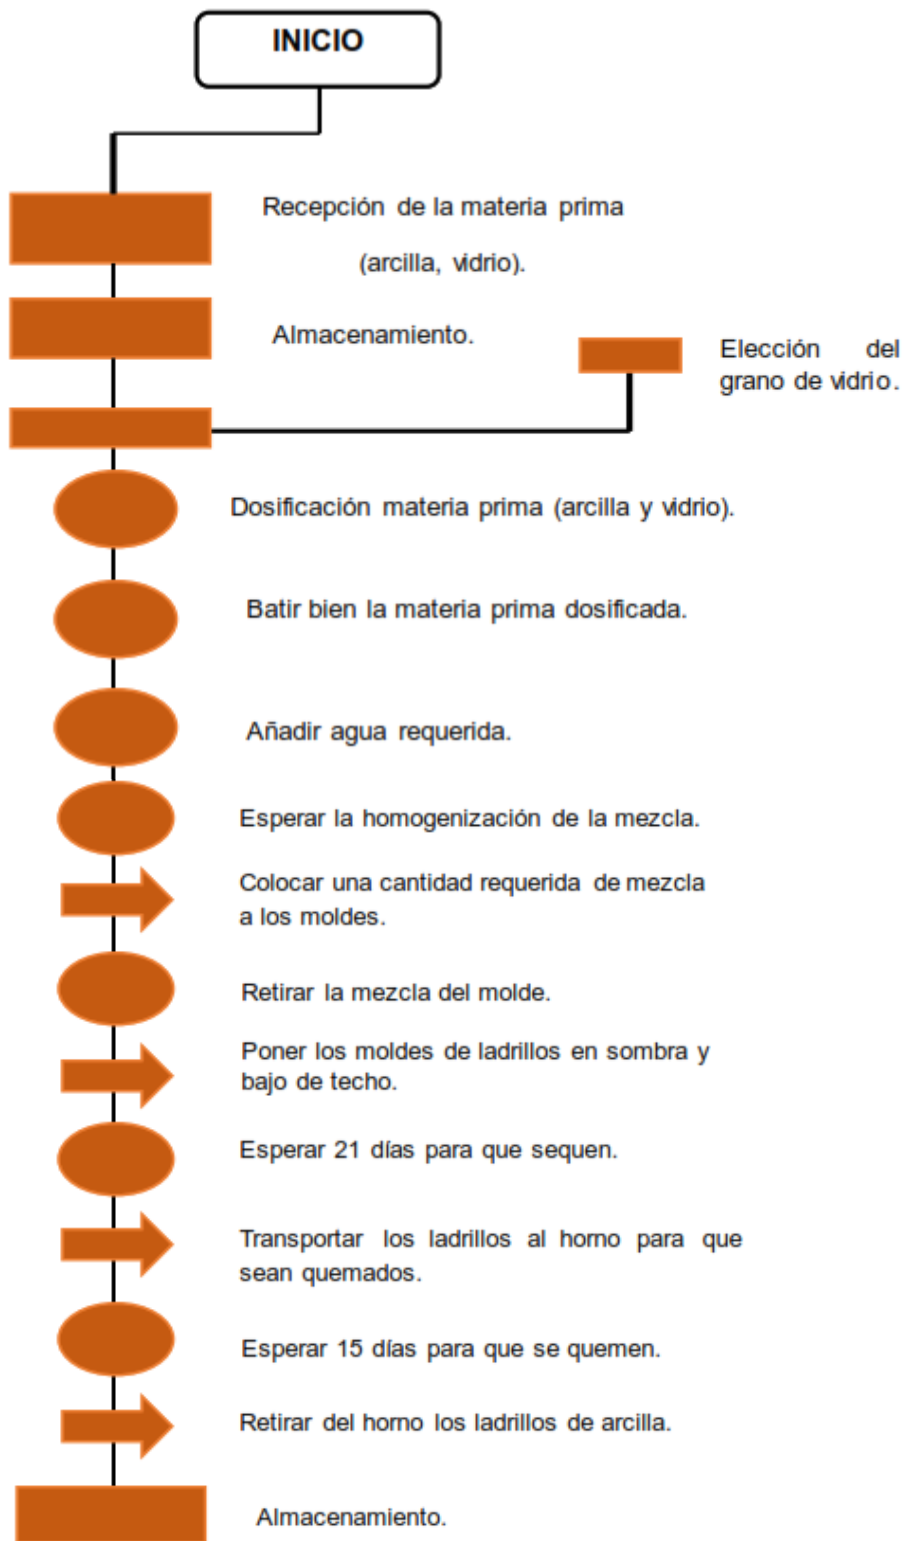 INICIO
Recepción de la materia prima
(arcilla, vidrio).
Almacenamiento.
Elección del
grano de vidrio.
Dosificación materia prima (arcilla y vidrio).
Batir bien la materia prima dosificada.
Añadir agua requerida.
Esperar la homogenización de la mezcla.
Colocar una cantidad requerida de mezcla
a los moldes.
Retirar la mezcla del molde.
Poner los moldes de ladrillos en sombra y
bajo de techo.
Esperar 21 días para que sequen.
Transportar los ladrillos al horno para que
sean quemados.
Esperar 15 días para que se quemen.
Retirar del horno los ladrillos de arcilla.
Almacenamiento.